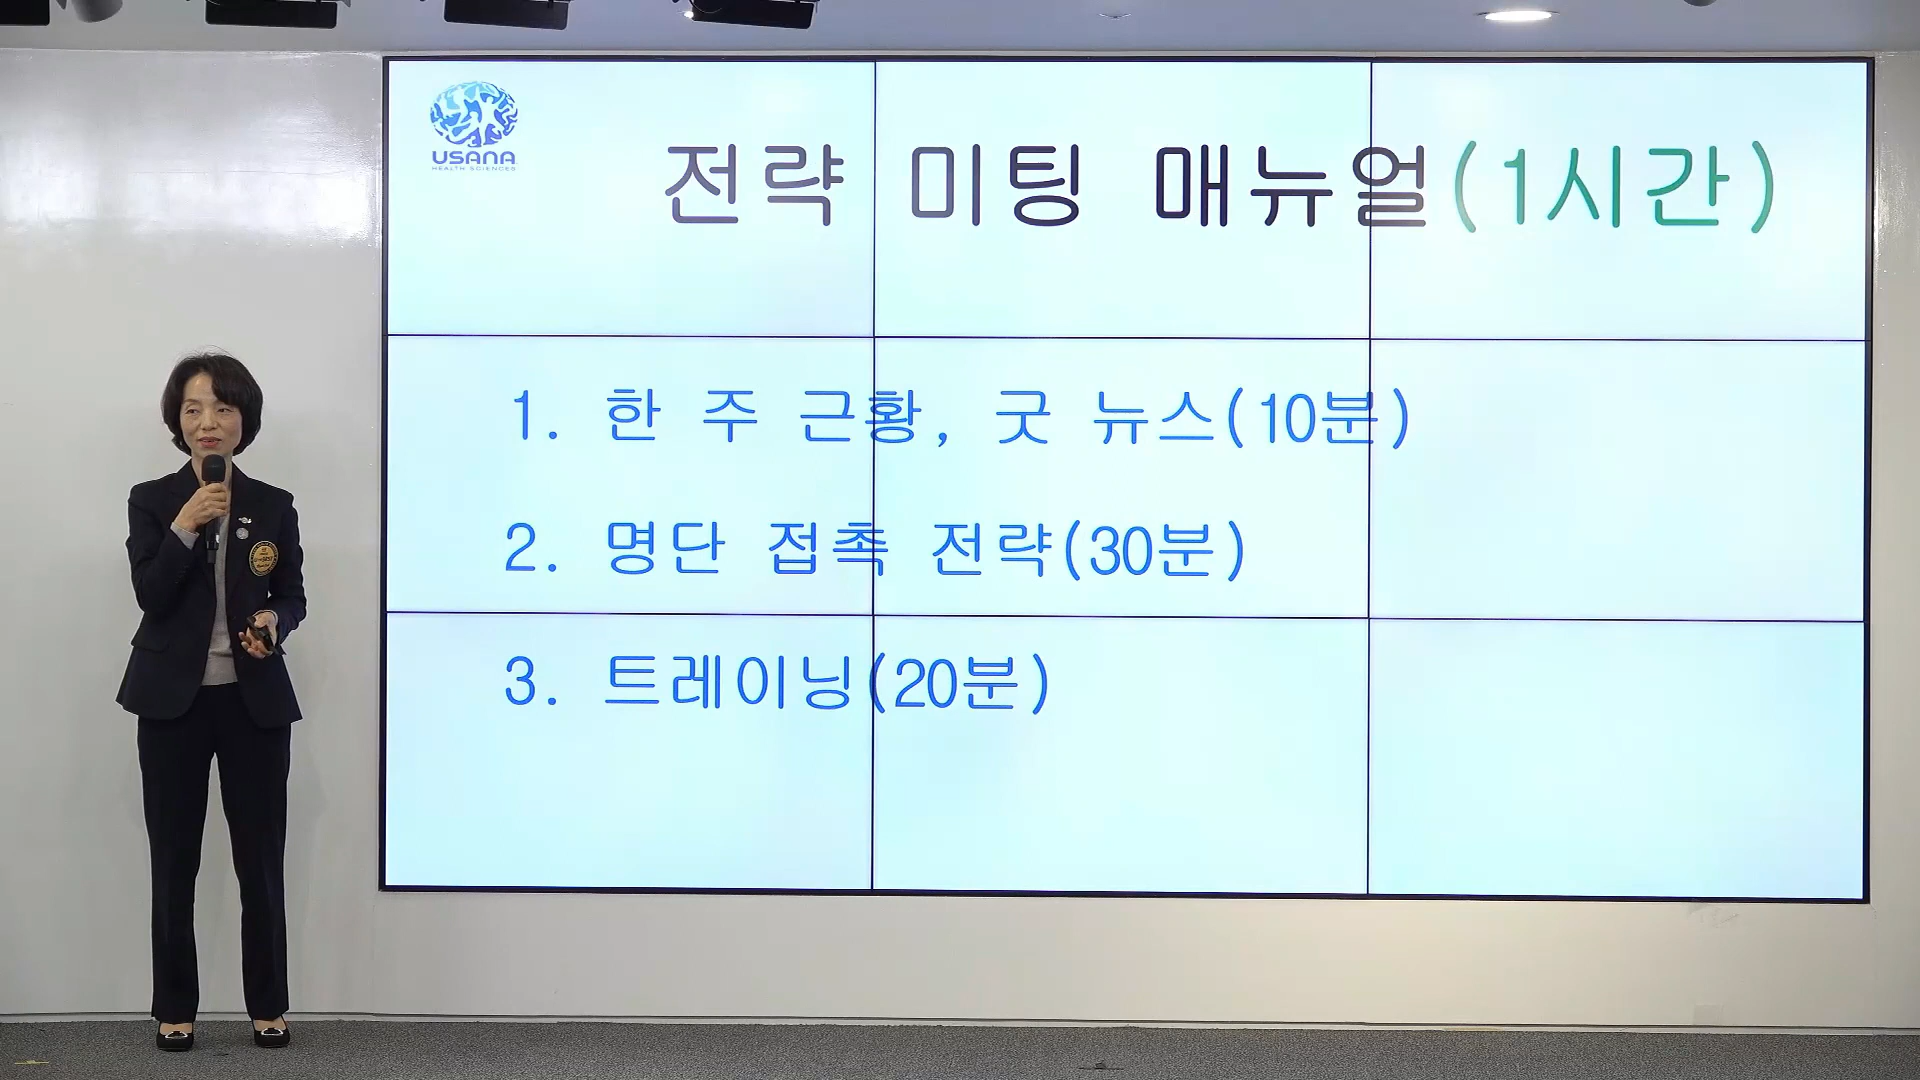 USANA
HEALTH SCIENCES
전략 미팅 매뉴얼(1시간)
1. 한 주 근황, 굿 뉴스(10분)
2. 명단 접촉 전략(30분)
3. 트레이닝(20분)